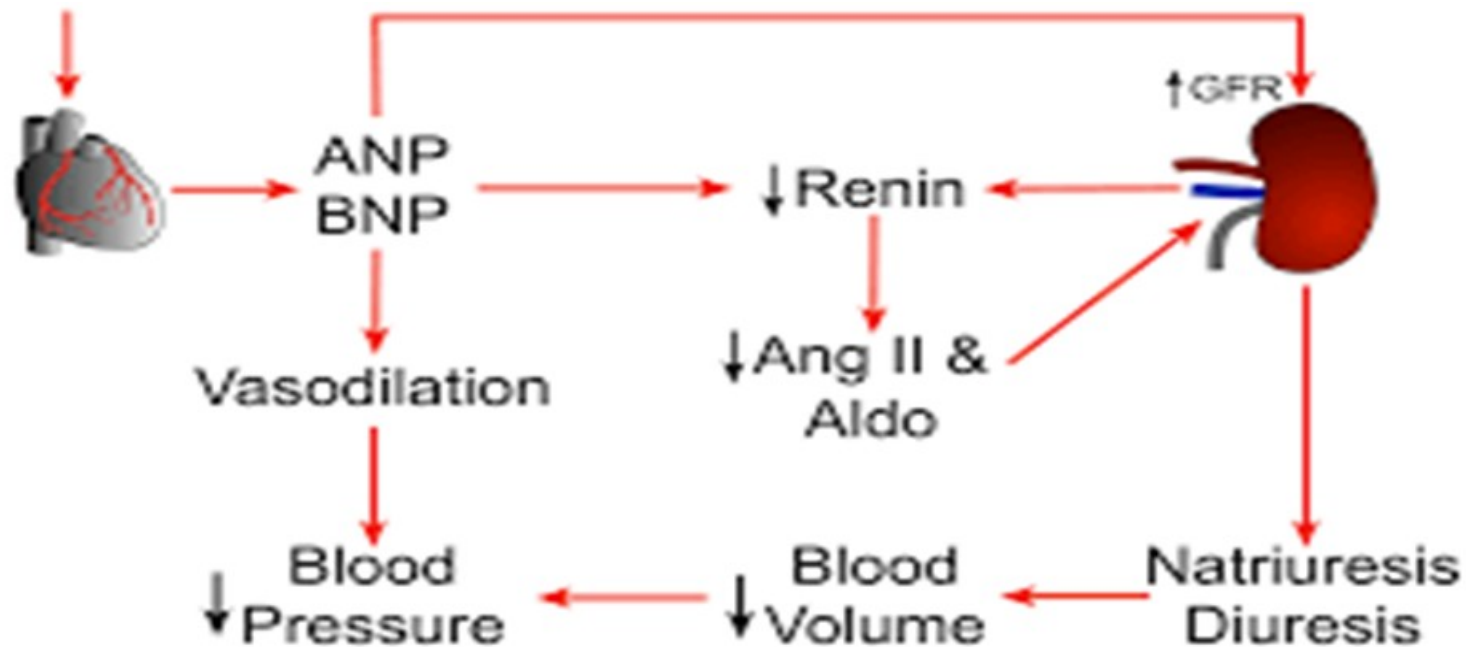 ↑GFR
ANP
BNP
↓Renin
↓Ang II &
Aldo
Vasodilation
↓Blood
Pressure
↓Blood
Volume
Natriuresis
Diuresis